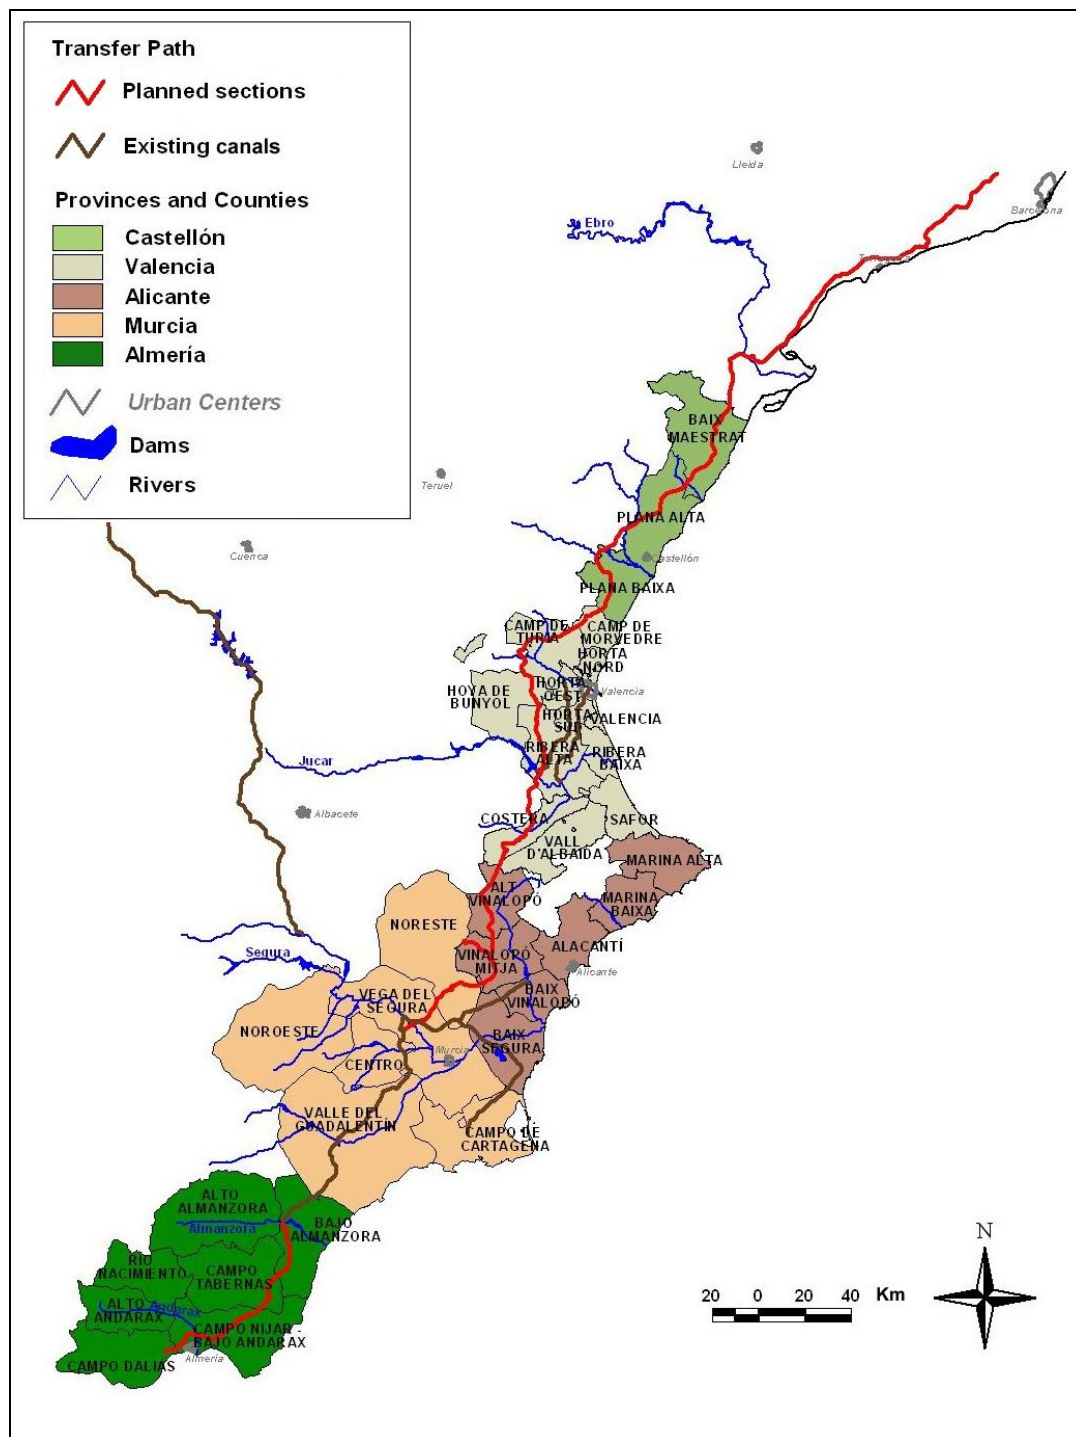 Transfer Path
Planned sections
Existing canals
Provinces and Counties
Castellón
Valencia
Alicante
Murcia
Almería
Urban Centers
Dams
Rivers
Lleida
Barcelona
Ebro
Tarragona
BAIX
MAESTRAT
Teruel
PLANA ALTA
Cuenca
Castellón
PLANA BAIXA
CAMP DE
TURIA
CAMP DE
MORVEDRE
HORTA
NORD
HOYA DE
BUNYOL
HORTA
OEST
Valencia
HORTA
SUD
VALENCIA
RIBERA
ALTA
RIBERA
BAIXA
Jucar
Albacete
COSTERA
SAFOR
VALL
D'ALBAIDA
MARINA ALTA
ALT
VINALOPÓ
MARINA
BAIXA
NORESTE
Segura
VINALOPÓ
MITJA
ALACANTÍ
Alicante
VEGA DEL
SEGURA
BAIX
VINALOPÓ
NOROESTE
BAIX
SEGURA
Murcia
CENTRO
VALLE DEL
GUADALENTÍN
CAMPO DE
CARTAGENA
ALTO
ALMANZORA
Almanzora
BAJO
ALMANZORA
RIO
NACIMIENTO
CAMPO
TABERNAS
ALTO
ANDARAX
Andarax
CAMPO NIJAR -
BAJO ANDARAX
Almería
CAMPO DALIAS
N
20 0 20 40 Km